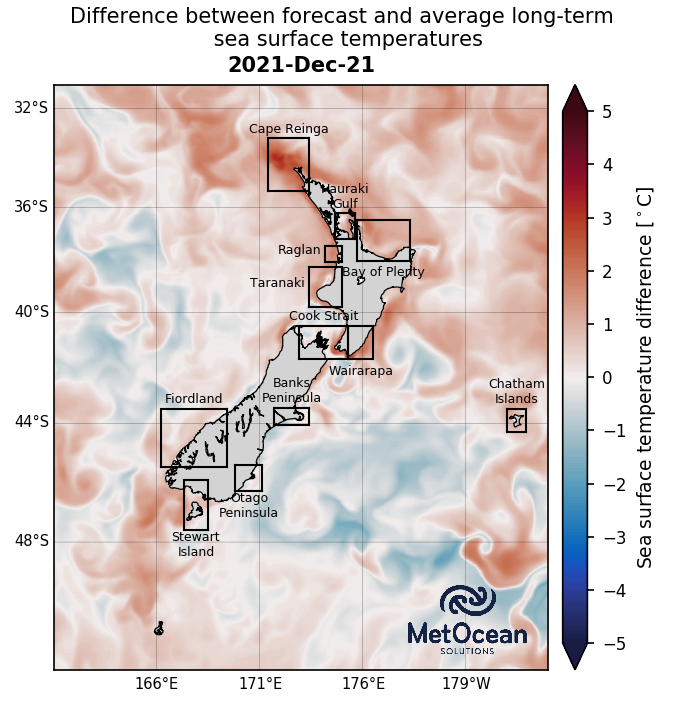 Difference between forecast and average long-term
sea surface temperatures
2021-Dec-21
32°S
36°S
40°S
44°S
48°S
166°E
171°E
176°E
179°W
Cape Reinga
Hauraki
Gulf
Raglan
Bay of Plenty
Taranaki
Cook Strait
Wairarapa
Banks
Peninsula
Fiordland
Chatham
Islands
Otago
Peninsula
Stewart
Island
MetOcean
SOLUTIONS
5
4
3
2
1
0
−1
−2
−3
−4
−5
Sea surface temperature difference [°C]